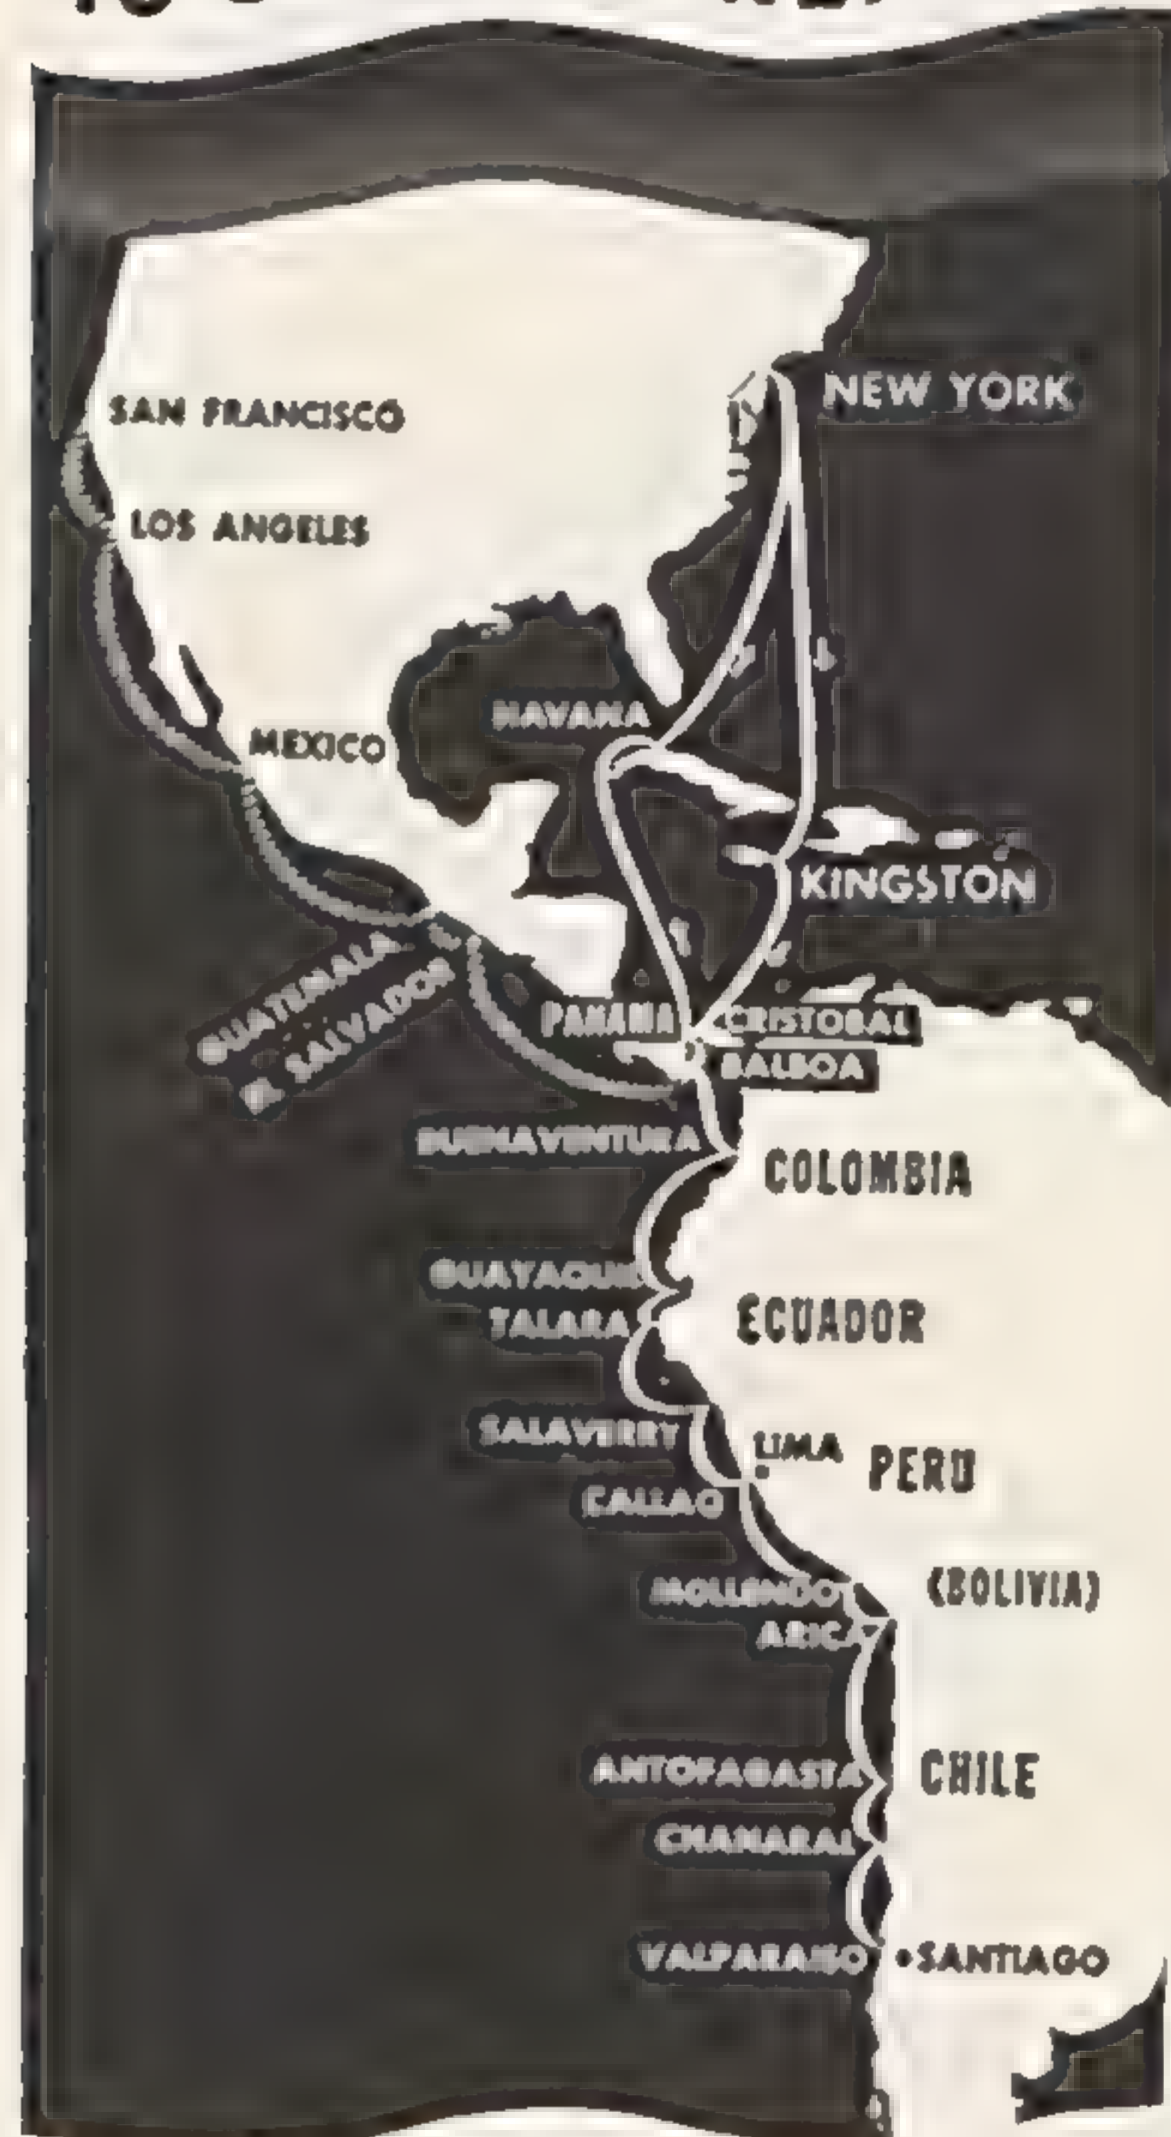 NEW YORK
SAN FRANCISCO
LOS ANGELES
HAVANA
MEXICO
KINGSTON
GUATEMALA
EL SALVADOR
PANAMA
CRISTOBAL
BALBOA
BUENAVENTURA
COLOMBIA
GUAYAQUIL
TALARA
ECUADOR
SALAVERRY
LIMA
PERU
CALLAO
MOLLENDO
(BOLIVIA)
ARICA
ANTOFAGASTA
CHILE
CHANARAL
VALPARAISO
SANTIAGO